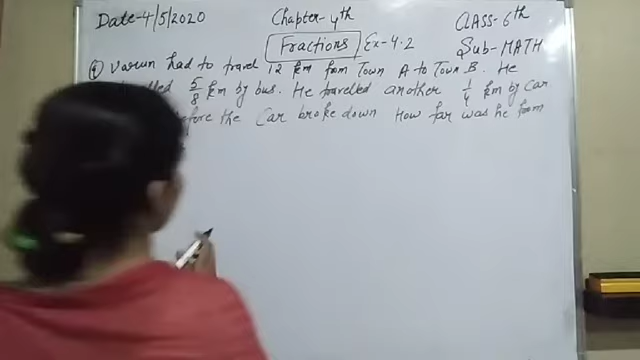 Date-4/5/2020 Chapter-4th CLASS-6th
Fractions Ex-4.2 Sub-MATH
Varun had to travel 12 km from Town A to Town B. He
5/8 km by bus. He travelled another 1/4 km by car
the Car broke down How far was he from